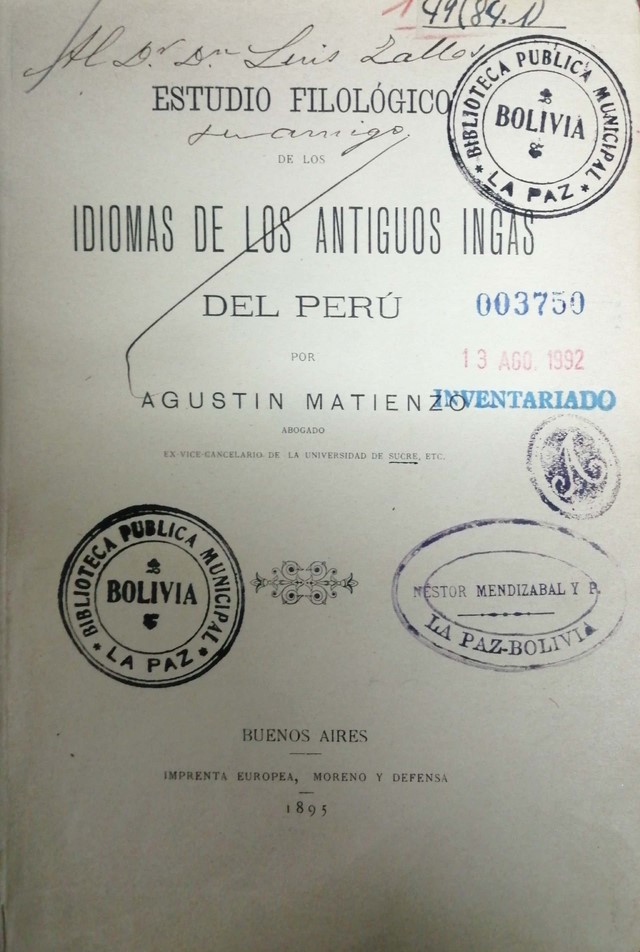 49(84.1)
Al Dr. Dn. Luis Zalles
ESTUDIO FILOLÓGICO
su amigo
DE LOS
IDIOMAS DE LOS ANTIGUOS INGAS
DEL PERÚ
POR
AGUSTIN MATIENZO
ABOGADO
EX-VICE-CANCELARIO DE LA UNIVERSIDAD DE SUCRE, ETC.
BIBLIOTECA PUBLICA MUNICIPAL
BOLIVIA
* LA PAZ *
003750
13 AGO. 1992
INVENTARIADO
BIBLIOTECA PUBLICA MUNICIPAL
BOLIVIA
* LA PAZ *
NESTOR MENDIZABAL Y P.
LA PAZ-BOLIVIA
BUENOS AIRES
IMPRENTA EUROPEA, MORENO Y DEFENSA
1895